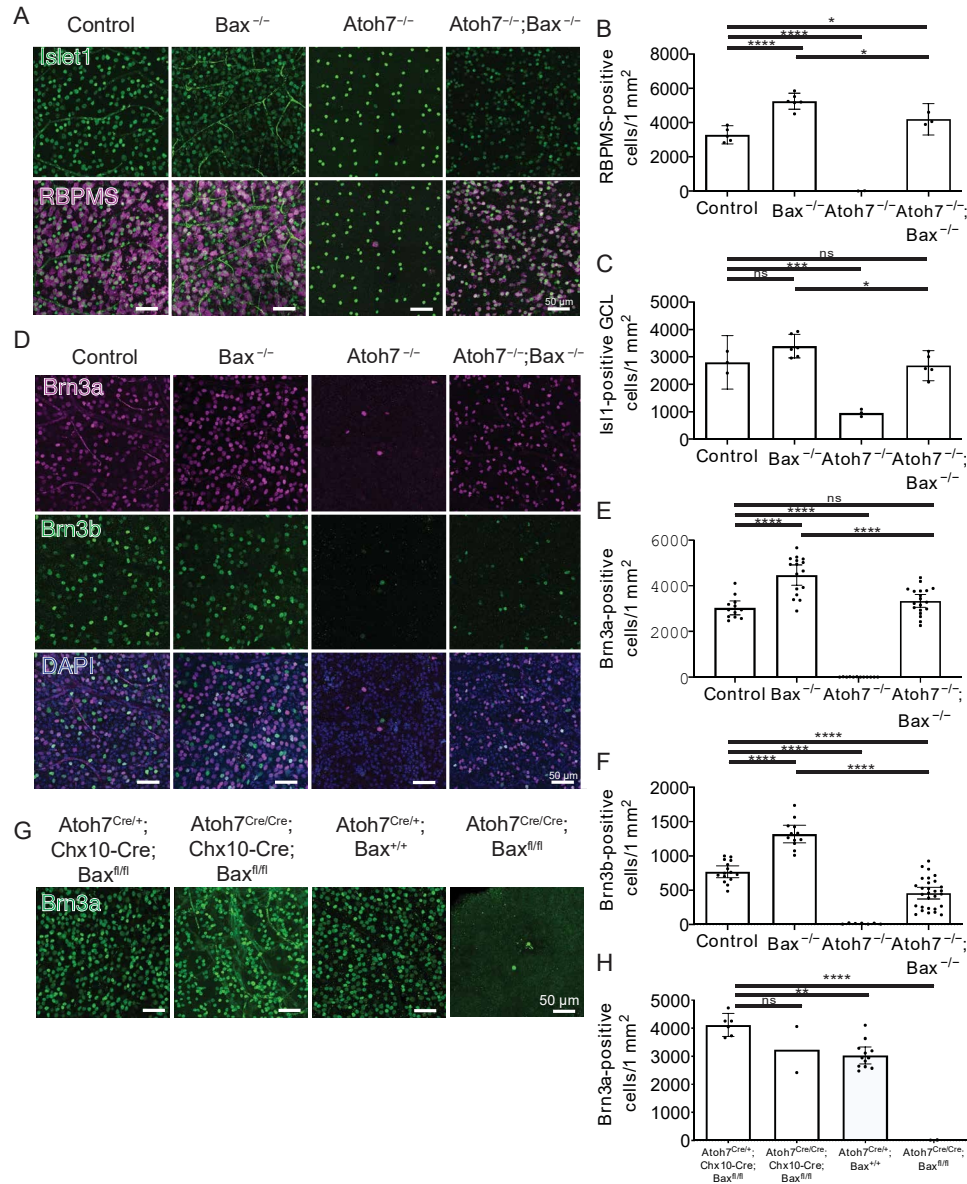 A
Control
Bax⁻/⁻
Atoh7⁻/⁻
Atoh7⁻/⁻;Bax⁻/⁻
Islet1
RBPMS
50 µm
B
RBPMS-positive
cells/1 mm²
8000
6000
4000
2000
0
*
****
****
*
Control
Bax⁻/⁻
Atoh7⁻/⁻
Atoh7⁻/⁻;
Bax⁻/⁻
C
Isl1-positive GCL
cells/1 mm²
5000
4000
3000
2000
1000
0
ns
***
ns
*
Control
Bax⁻/⁻
Atoh7⁻/⁻
Atoh7⁻/⁻;
Bax⁻/⁻
D
Control
Bax⁻/⁻
Atoh7⁻/⁻
Atoh7⁻/⁻;Bax⁻/⁻
Brn3a
Brn3b
DAPI
50 µm
E
Brn3a-positive
cells/1 mm²
6000
4000
2000
0
ns
****
****
****
Control
Bax⁻/⁻
Atoh7⁻/⁻
Atoh7⁻/⁻;
Bax⁻/⁻
F
Brn3b-positive
cells/1 mm²
2000
1500
1000
500
0
****
****
****
****
Control
Bax⁻/⁻
Atoh7⁻/⁻
Atoh7⁻/⁻;
Bax⁻/⁻
G
Atoh7Cre/+;
Chx10-Cre;
Baxfl/fl
Atoh7Cre/Cre;
Chx10-Cre;
Baxfl/fl
Atoh7Cre/+;
Bax+/+
Atoh7Cre/Cre;
Baxfl/fl
Brn3a
50 µm
H
Brn3a-positive
cells/1 mm²
5000
4000
3000
2000
1000
0
****
**
ns
Atoh7Cre/+;
Chx10-Cre;
Baxfl/fl
Atoh7Cre/Cre;
Chx10-Cre;
Baxfl/fl
Atoh7Cre/+;
Bax+/+
Atoh7Cre/Cre;
Baxfl/fl